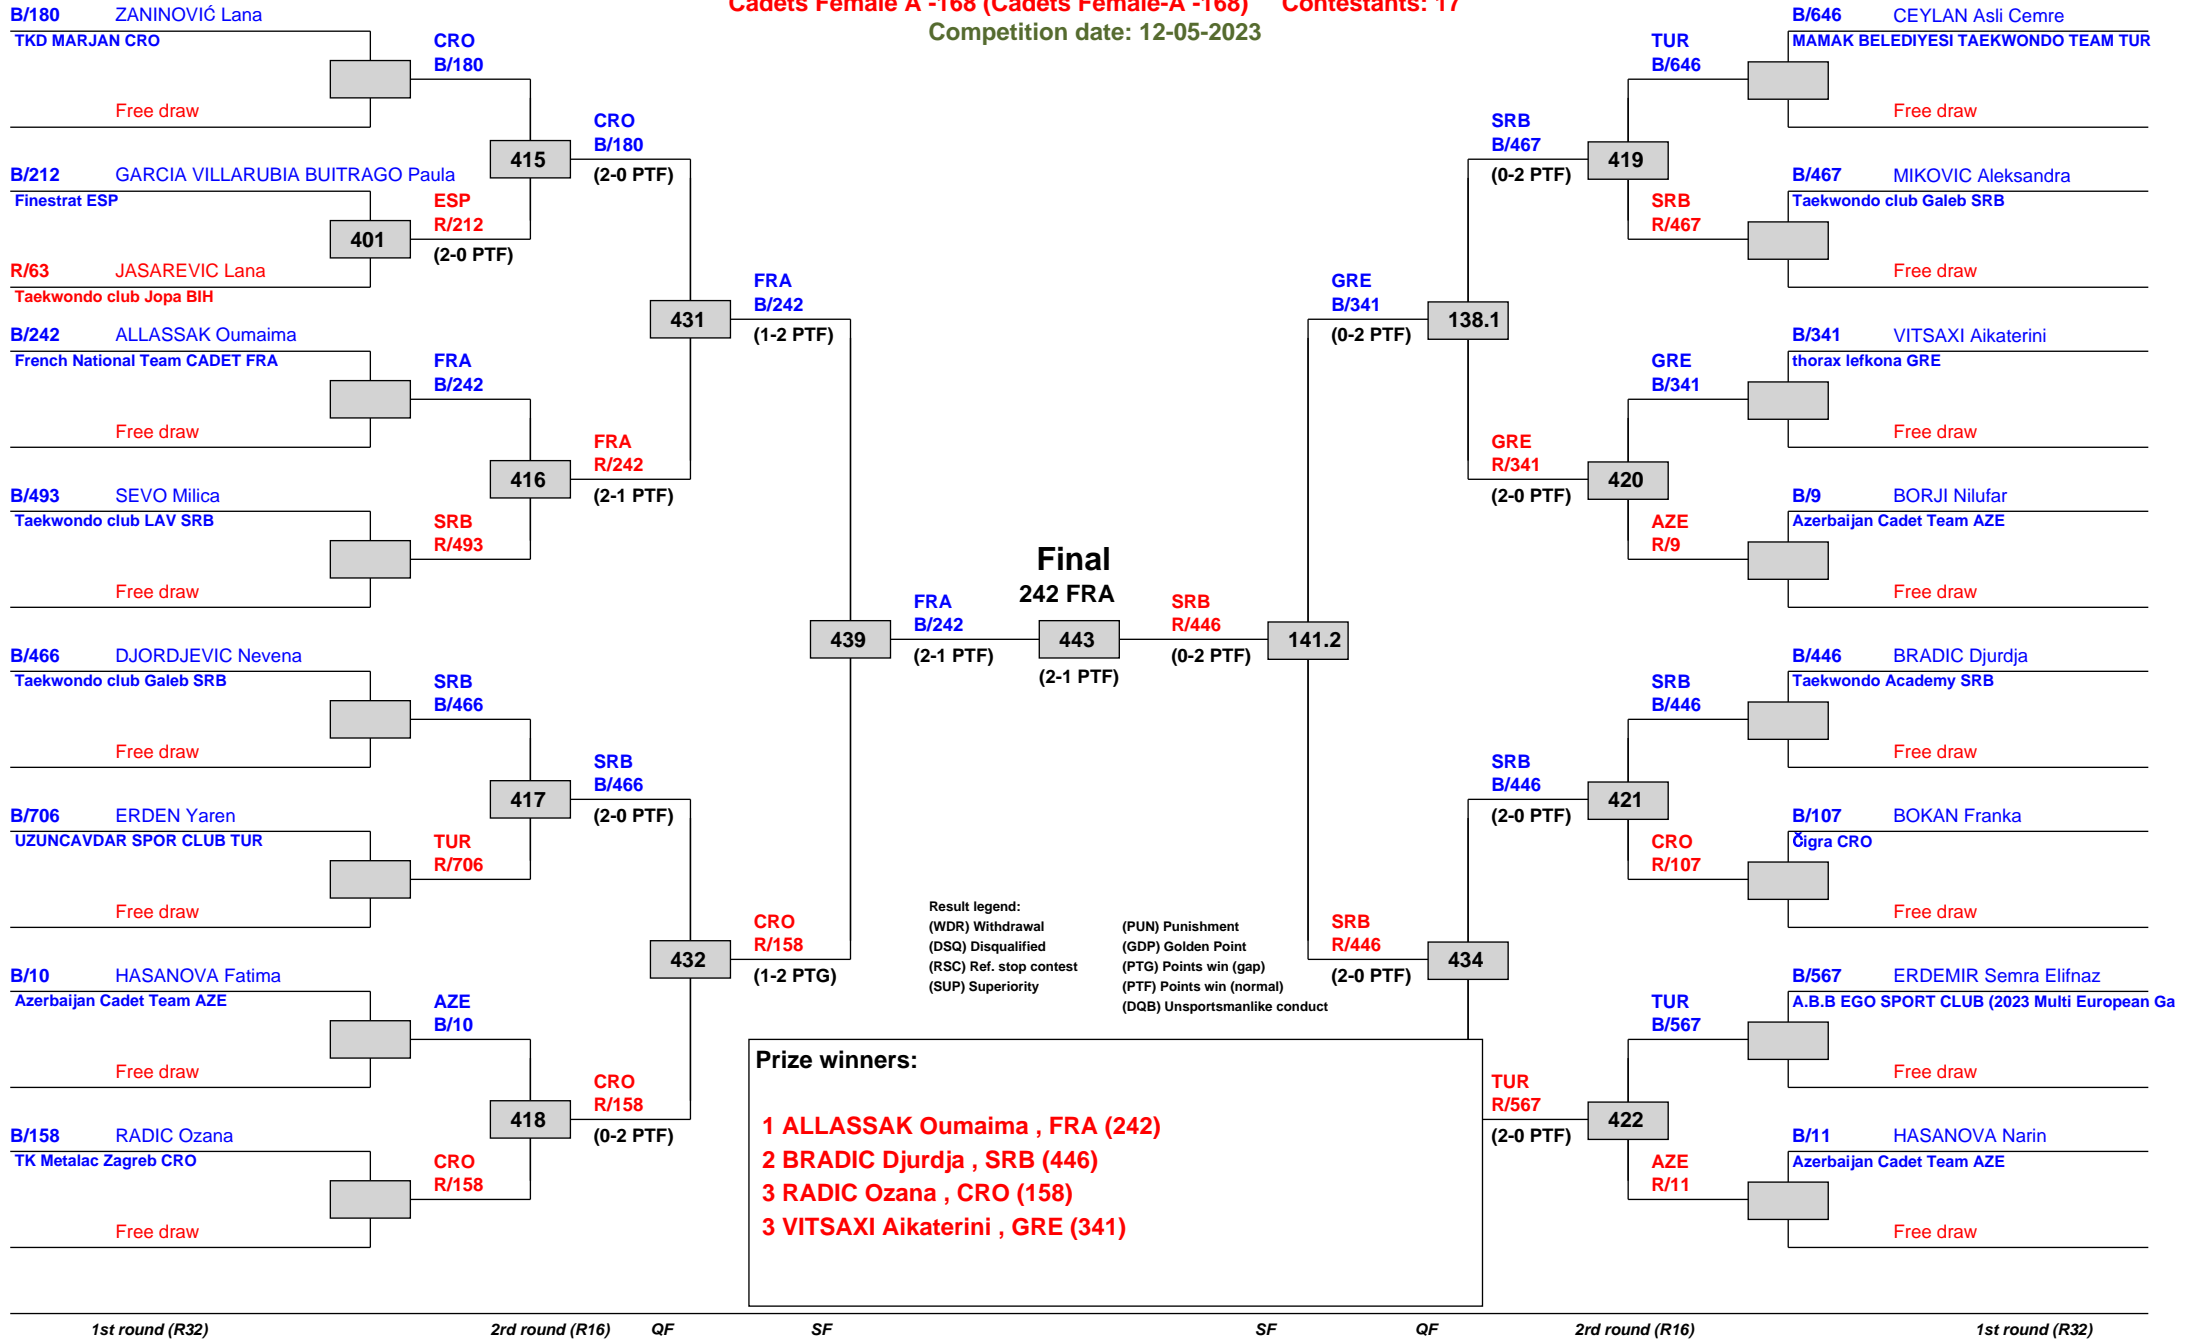 Cadets Female A -168 (Cadets Female-A -168) Contestants: 17
Competition date: 12-05-2023
B/180 ZANINOVIĆ Lana
TKD MARJAN CRO
Free draw
B/212 GARCIA VILLARUBIA BUITRAGO Paula
Finestrat ESP
401
R/63 JASAREVIC Lana
Taekwondo club Jopa BIH
B/242 ALLASSAK Oumaima
French National Team CADET FRA
Free draw
B/493 SEVO Milica
Taekwondo club LAV SRB
Free draw
B/466 DJORDJEVIC Nevena
Taekwondo club Galeb SRB
Free draw
B/706 ERDEN Yaren
UZUNCAVDAR SPOR CLUB TUR
Free draw
B/10 HASANOVA Fatima
Azerbaijan Cadet Team AZE
Free draw
B/158 RADIC Ozana
TK Metalac Zagreb CRO
Free draw
CRO
B/180
415
ESP
R/212
(2-0 PTF)
FRA
B/242
416
SRB
R/493
SRB
B/466
417
TUR
R/706
AZE
B/10
418
CRO
R/158
CRO
B/180
(2-0 PTF)
431
FRA
R/242
(2-1 PTF)
SRB
B/466
(2-0 PTF)
432
CRO
R/158
(0-2 PTF)
FRA
B/242
(1-2 PTF)
439
CRO
R/158
(1-2 PTG)
FRA
B/242
(2-1 PTF)
Final
242 FRA
443
(2-1 PTF)
SRB
R/446
(0-2 PTF)
141.2
GRE
B/341
(0-2 PTF)
138.1
SRB
R/446
(2-0 PTF)
434
SRB
B/467
(0-2 PTF)
419
GRE
R/341
(2-0 PTF)
420
SRB
B/446
(2-0 PTF)
421
TUR
R/567
(2-0 PTF)
422
TUR
B/646
SRB
R/467
GRE
B/341
AZE
R/9
SRB
B/446
CRO
R/107
TUR
B/567
AZE
R/11
B/646 CEYLAN Asli Cemre
MAMAK BELEDIYESI TAEKWONDO TEAM TUR
Free draw
B/467 MIKOVIC Aleksandra
Taekwondo club Galeb SRB
Free draw
B/341 VITSAXI Aikaterini
thorax lefkona GRE
Free draw
B/9 BORJI Nilufar
Azerbaijan Cadet Team AZE
Free draw
B/446 BRADIC Djurdja
Taekwondo Academy SRB
Free draw
B/107 BOKAN Franka
Čigra CRO
Free draw
B/567 ERDEMIR Semra Elifnaz
A.B.B EGO SPORT CLUB (2023 Multi European Ga
Free draw
B/11 HASANOVA Narin
Azerbaijan Cadet Team AZE
Free draw
Result legend:
(WDR) Withdrawal (PUN) Punishment
(DSQ) Disqualified (GDP) Golden Point
(RSC) Ref. stop contest (PTG) Points win (gap)
(SUP) Superiority (PTF) Points win (normal)
(DQB) Unsportsmanlike conduct
Prize winners:
1 ALLASSAK Oumaima , FRA (242)
2 BRADIC Djurdja , SRB (446)
3 RADIC Ozana , CRO (158)
3 VITSAXI Aikaterini , GRE (341)
1st round (R32) 2rd round (R16) QF SF SF QF 2rd round (R16) 1st round (R32)